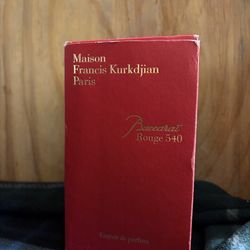 Maison
Francis Kurkdjian
Paris
Baccarat
Rouge 540
Extrait de parfum